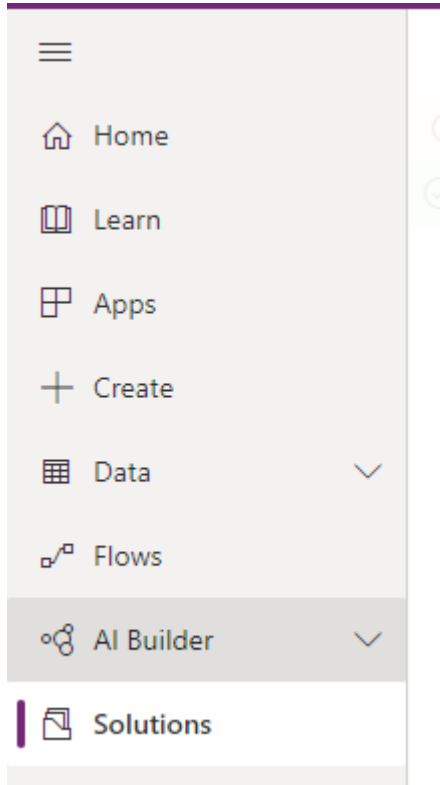 Home
Learn
Apps
Create
Data
Flows
AI Builder
Solutions